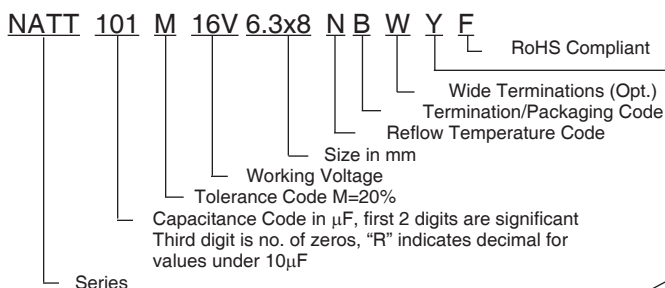 NATT 101 M 16V 6.3x8 N B W Y F
RoHS Compliant
Wide Terminations (Opt.)
Termination/Packaging Code
Reflow Temperature Code
Size in mm
Working Voltage
Tolerance Code M=20%
Capacitance Code in μF, first 2 digits are significant
Third digit is no. of zeros, “R” indicates decimal for
values under 10μF
Series